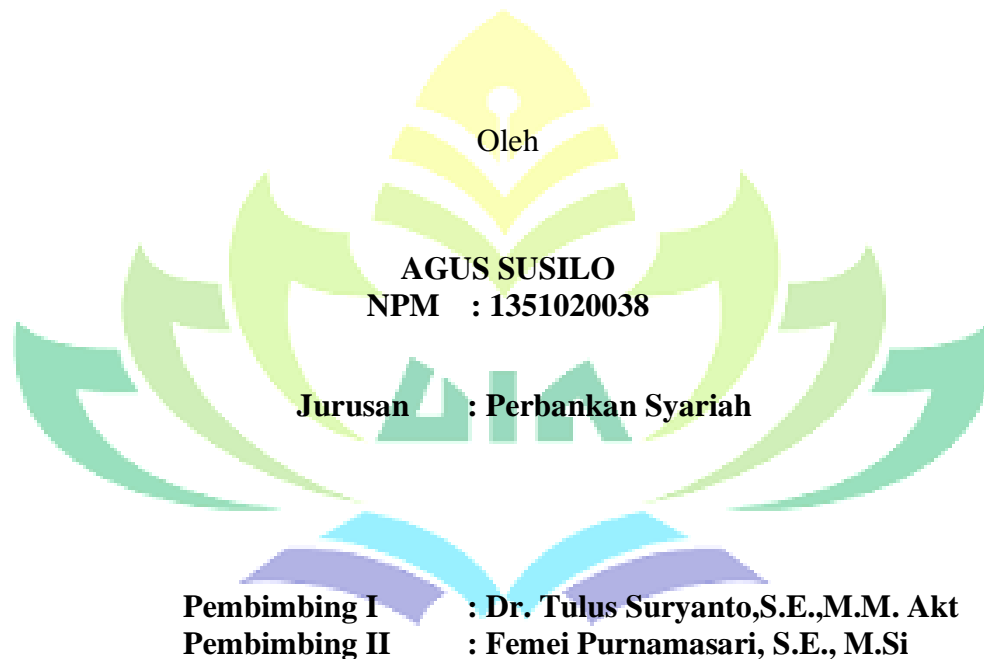 Oleh
AGUS SUSILO
NPM : 1351020038
Jurusan : Perbankan Syariah
Pembimbing I : Dr. Tulus Suryanto,S.E.,M.M. Akt
Pembimbing II : Femei Purnamasari, S.E., M.Si